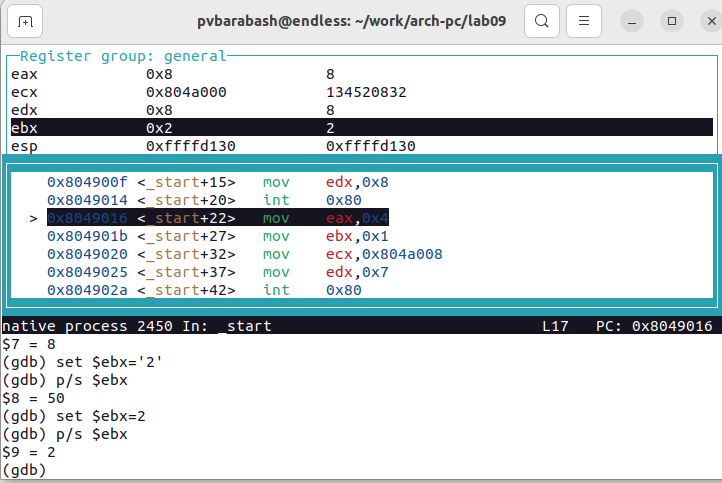 pvbarabash@endless: ~/work/arch-pc/lab09
Register group: general
eax 0x8 8
ecx 0x804a000 134520832
edx 0x8 8
ebx 0x2 2
esp 0xffffd130 0xffffd130
0x804900f <_start+15> mov edx,0x8
0x8049014 <_start+20> int 0x80
> 0x8049016 <_start+22> mov eax,0x4
0x804901b <_start+27> mov ebx,0x1
0x8049020 <_start+32> mov ecx,0x804a008
0x8049025 <_start+37> mov edx,0x7
0x804902a <_start+42> int 0x80
native process 2450 In: _start L17 PC: 0x8049016
$7 = 8
(gdb) set $ebx='2'
(gdb) p/s $ebx
$8 = 50
(gdb) set $ebx=2
(gdb) p/s $ebx
$9 = 2
(gdb)